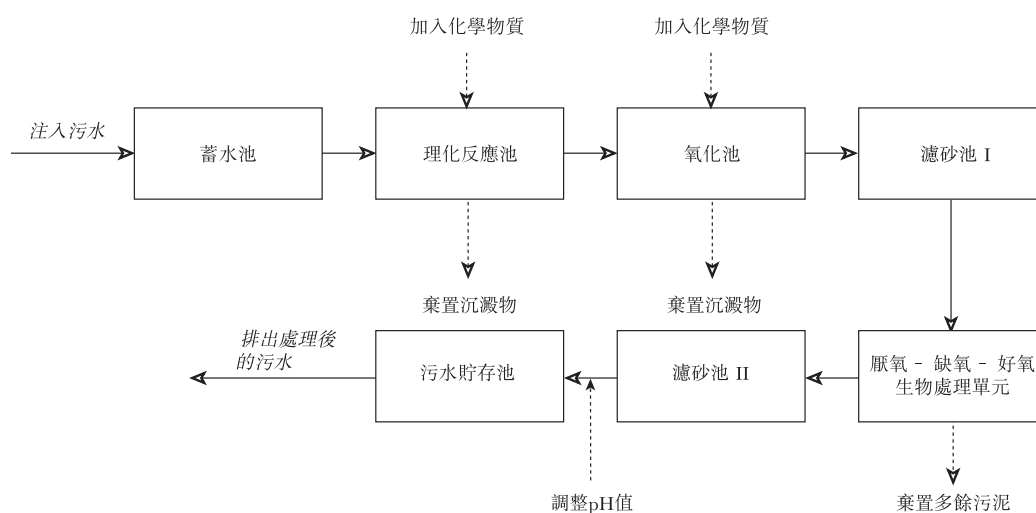 加入化學物質
加入化學物質
注入污水
蓄水池
理化反應池
氧化池
濾砂池 I
棄置沉澱物
棄置沉澱物
排出處理後
的污水
污水貯存池
濾砂池 II
厭氧 - 缺氧 - 好氧
生物處理單元
調整pH值
棄置多餘污泥